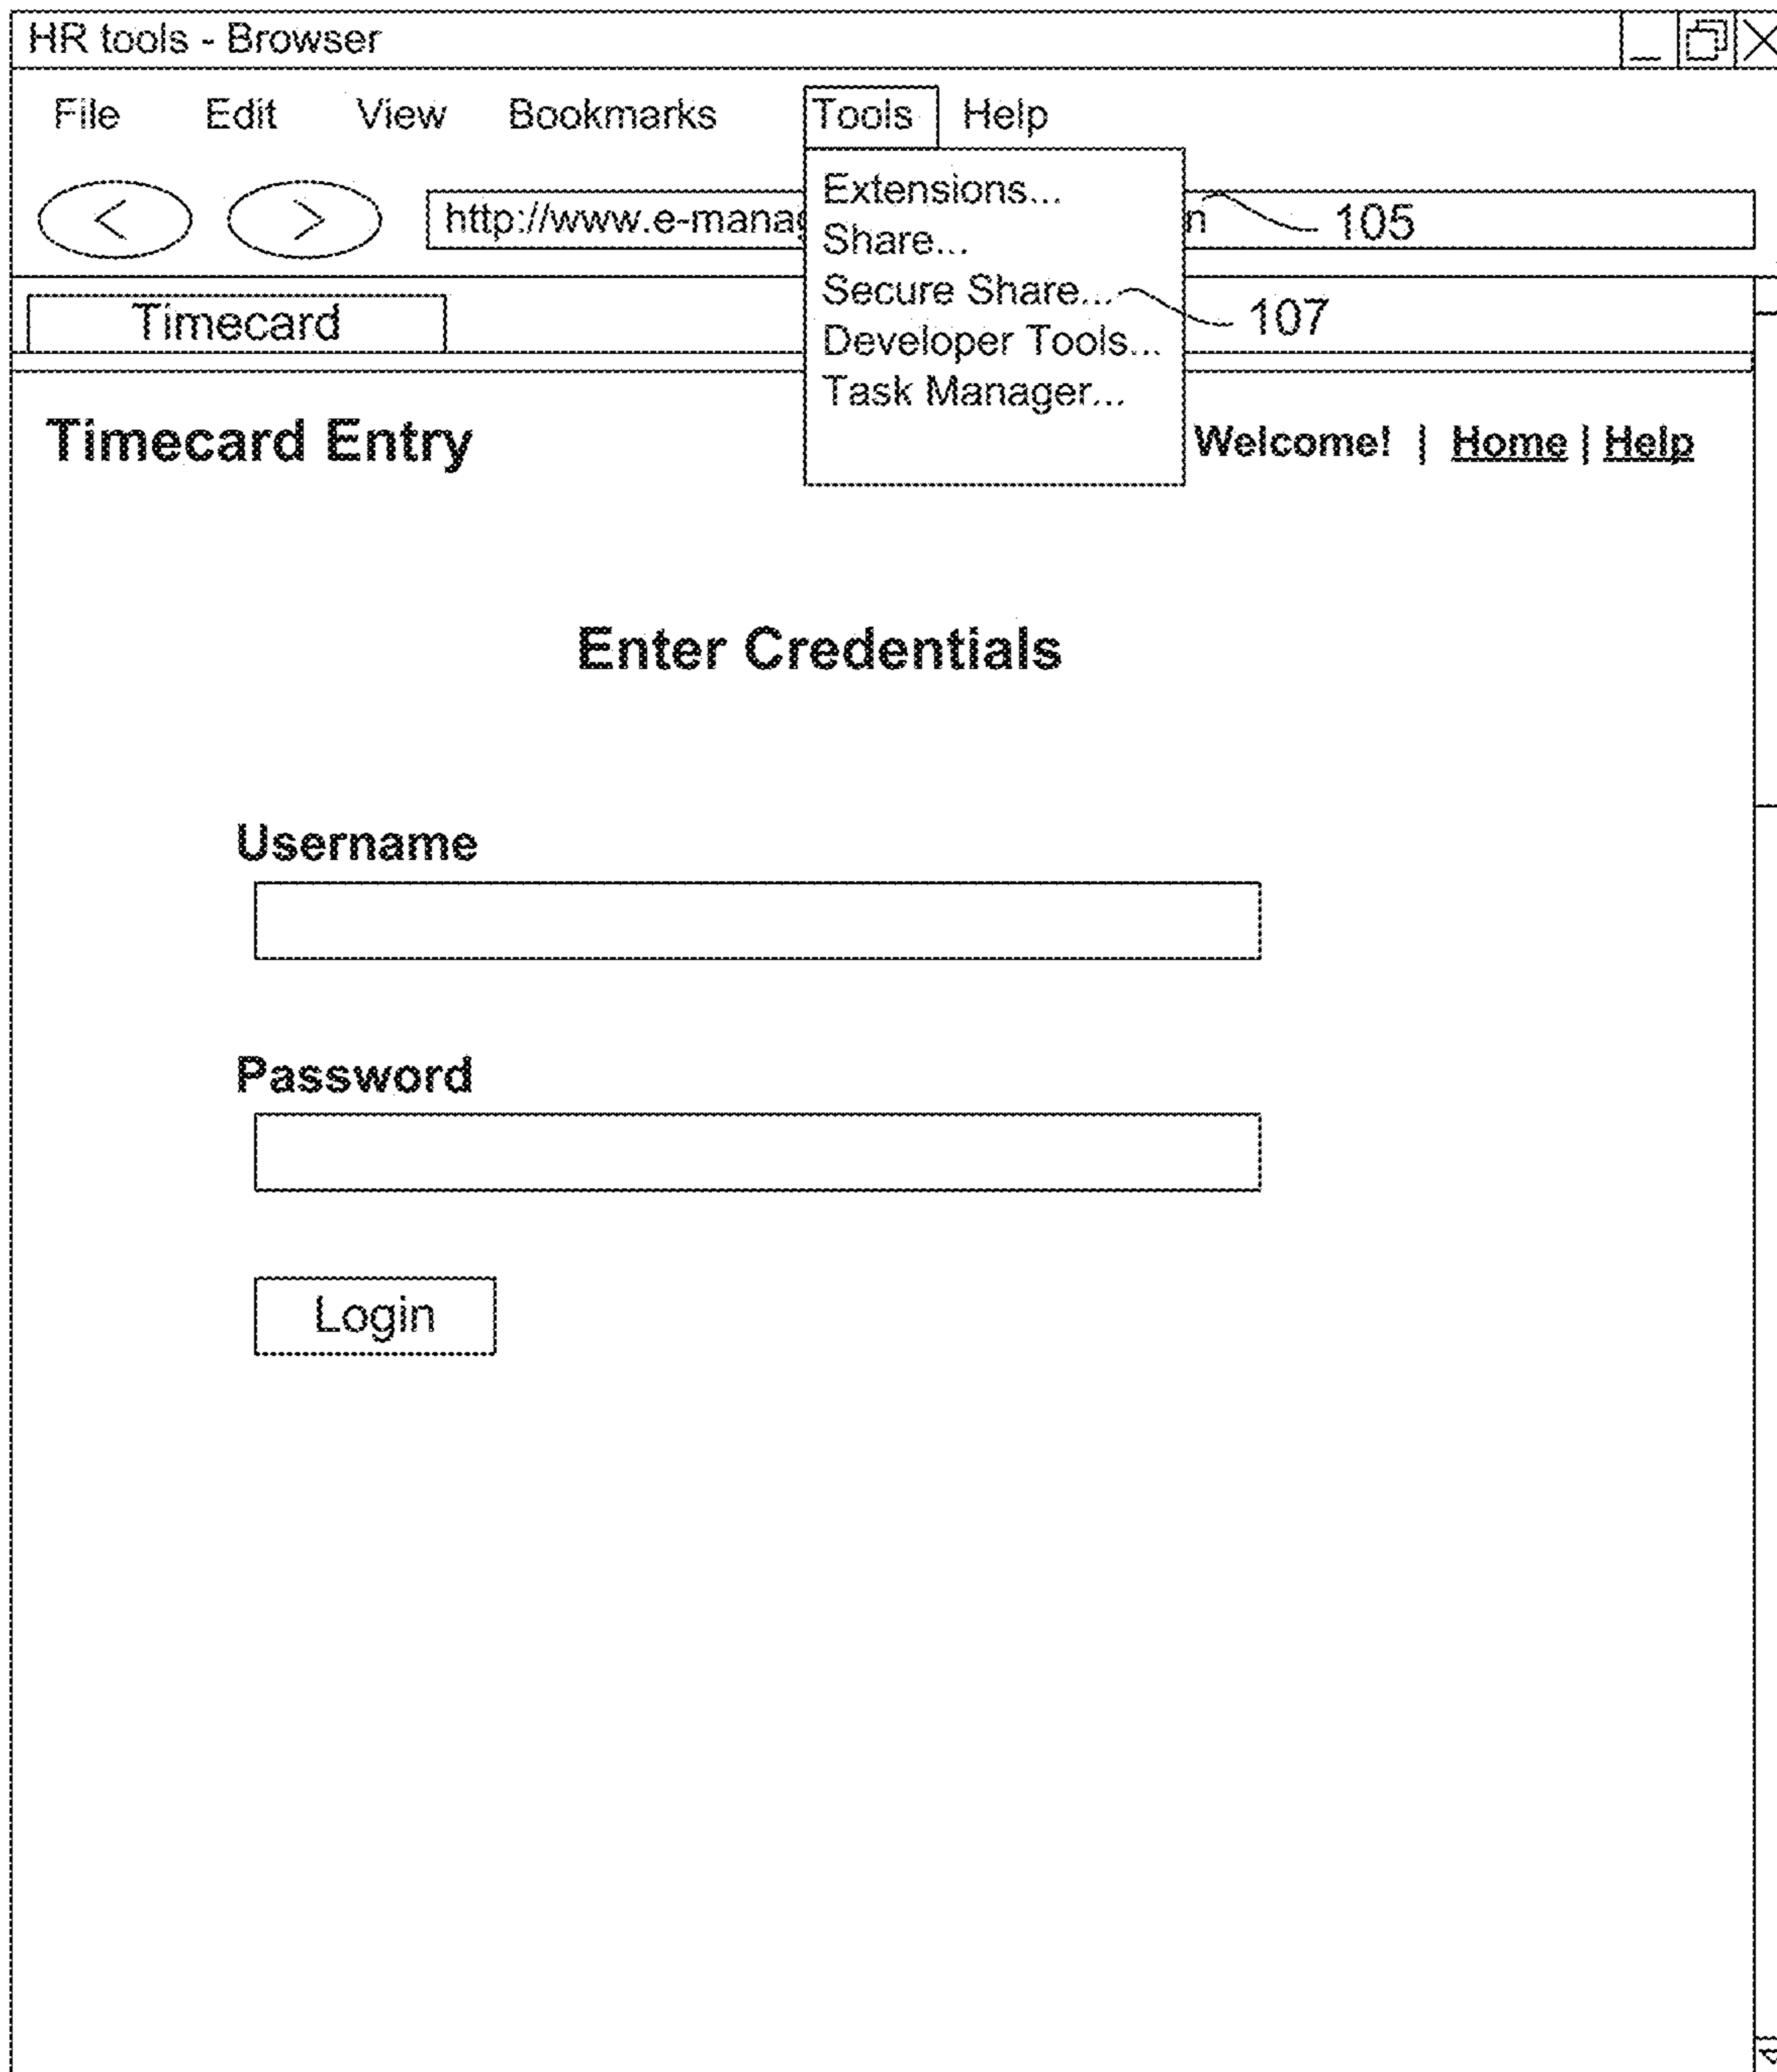 HR tools - Browser
File Edit View Bookmarks Tools Help
Extensions...
http://www.e-manag n 105
Share...
Secure Share... 107
Timecard
Developer Tools...
Task Manager...
Timecard Entry Welcome! | Home | Help
Enter Credentials
Username
Password
Login